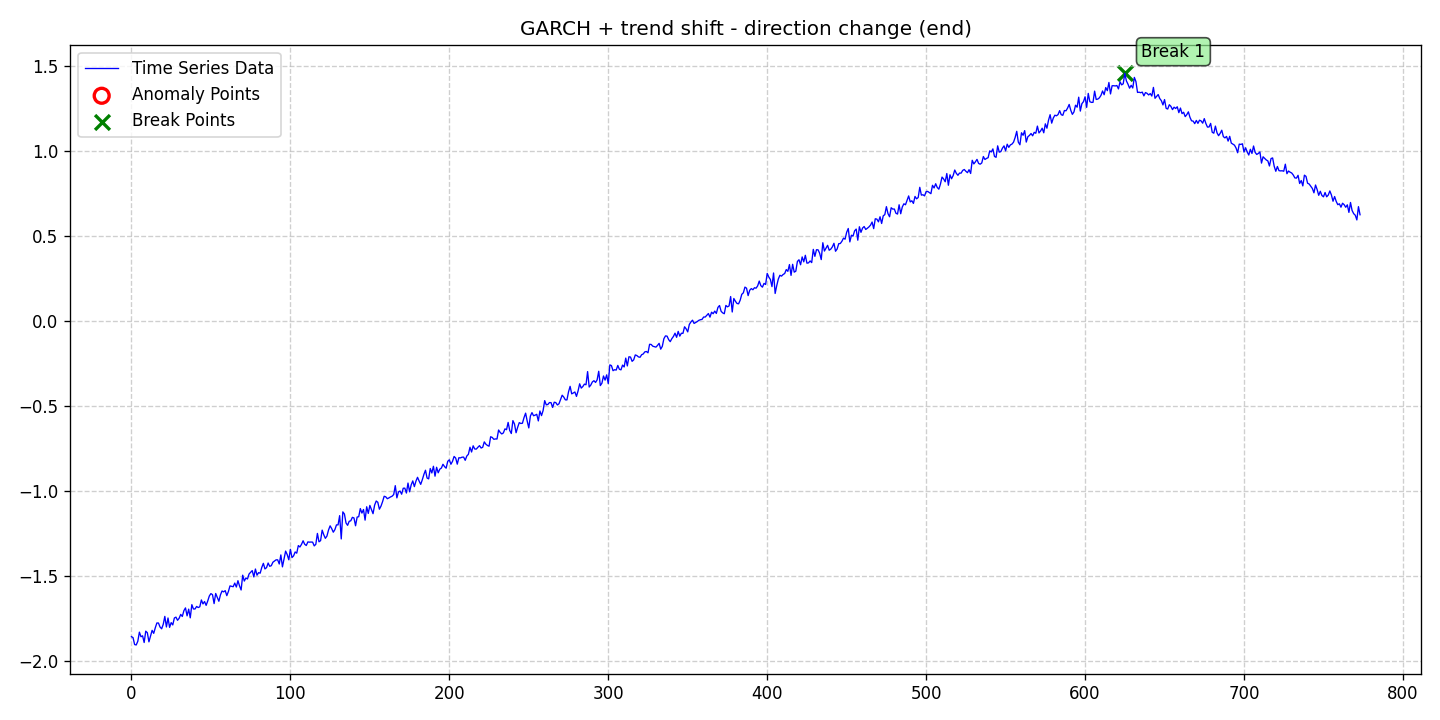 GARCH + trend shift - direction change (end)
Break 1
Time Series Data
Anomaly Points
Break Points
1.5
1.0
0.5
0.0
−0.5
−1.0
−1.5
−2.0
0 100 200 300 400 500 600 700 800